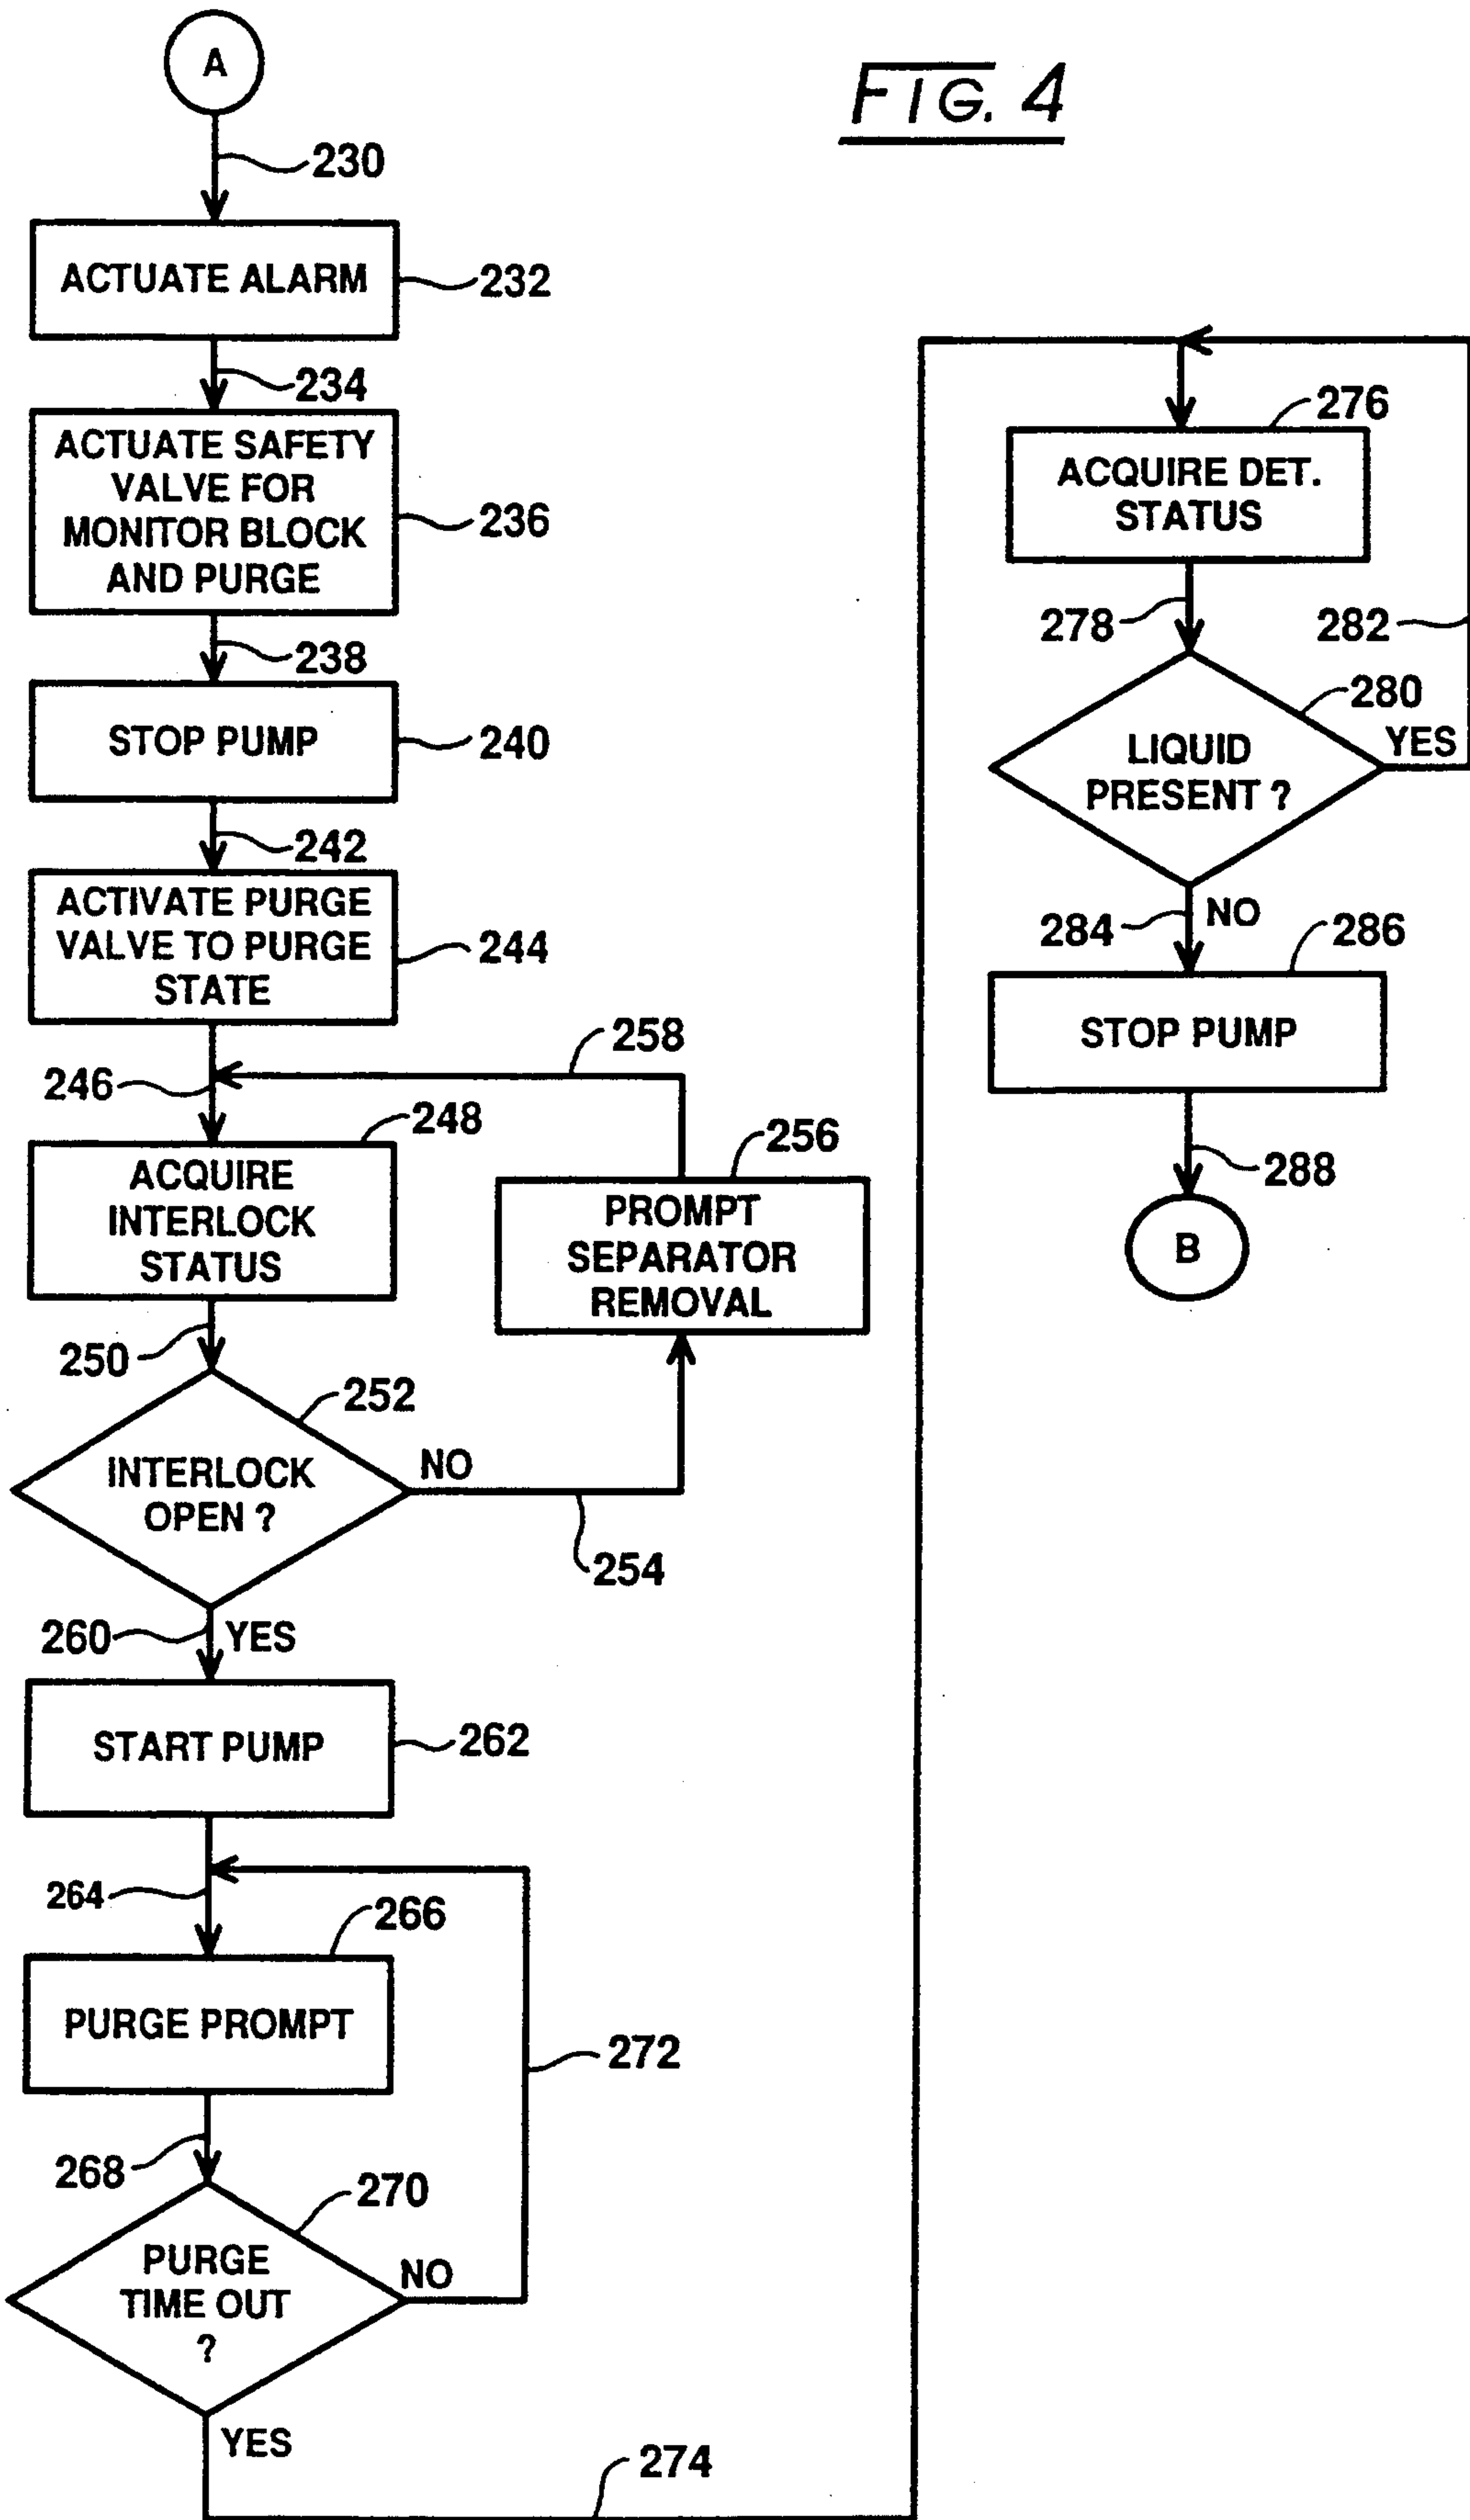 A
FIG. 4
230
ACTUATE ALARM
232
234
ACTUATE SAFETY
VALVE FOR
MONITOR BLOCK
AND PURGE
236
238
STOP PUMP
240
242
ACTIVATE PURGE
VALVE TO PURGE
STATE
244
246
258
248
ACQUIRE
INTERLOCK
STATUS
256
PROMPT
SEPARATOR
REMOVAL
250
252
INTERLOCK
OPEN ?
NO
254
260
YES
START PUMP
262
264
266
PURGE PROMPT
272
268
270
PURGE
TIME OUT
?
NO
YES
274
276
ACQUIRE DET.
STATUS
278
282
280
LIQUID
PRESENT ?
YES
284
NO
286
STOP PUMP
288
B